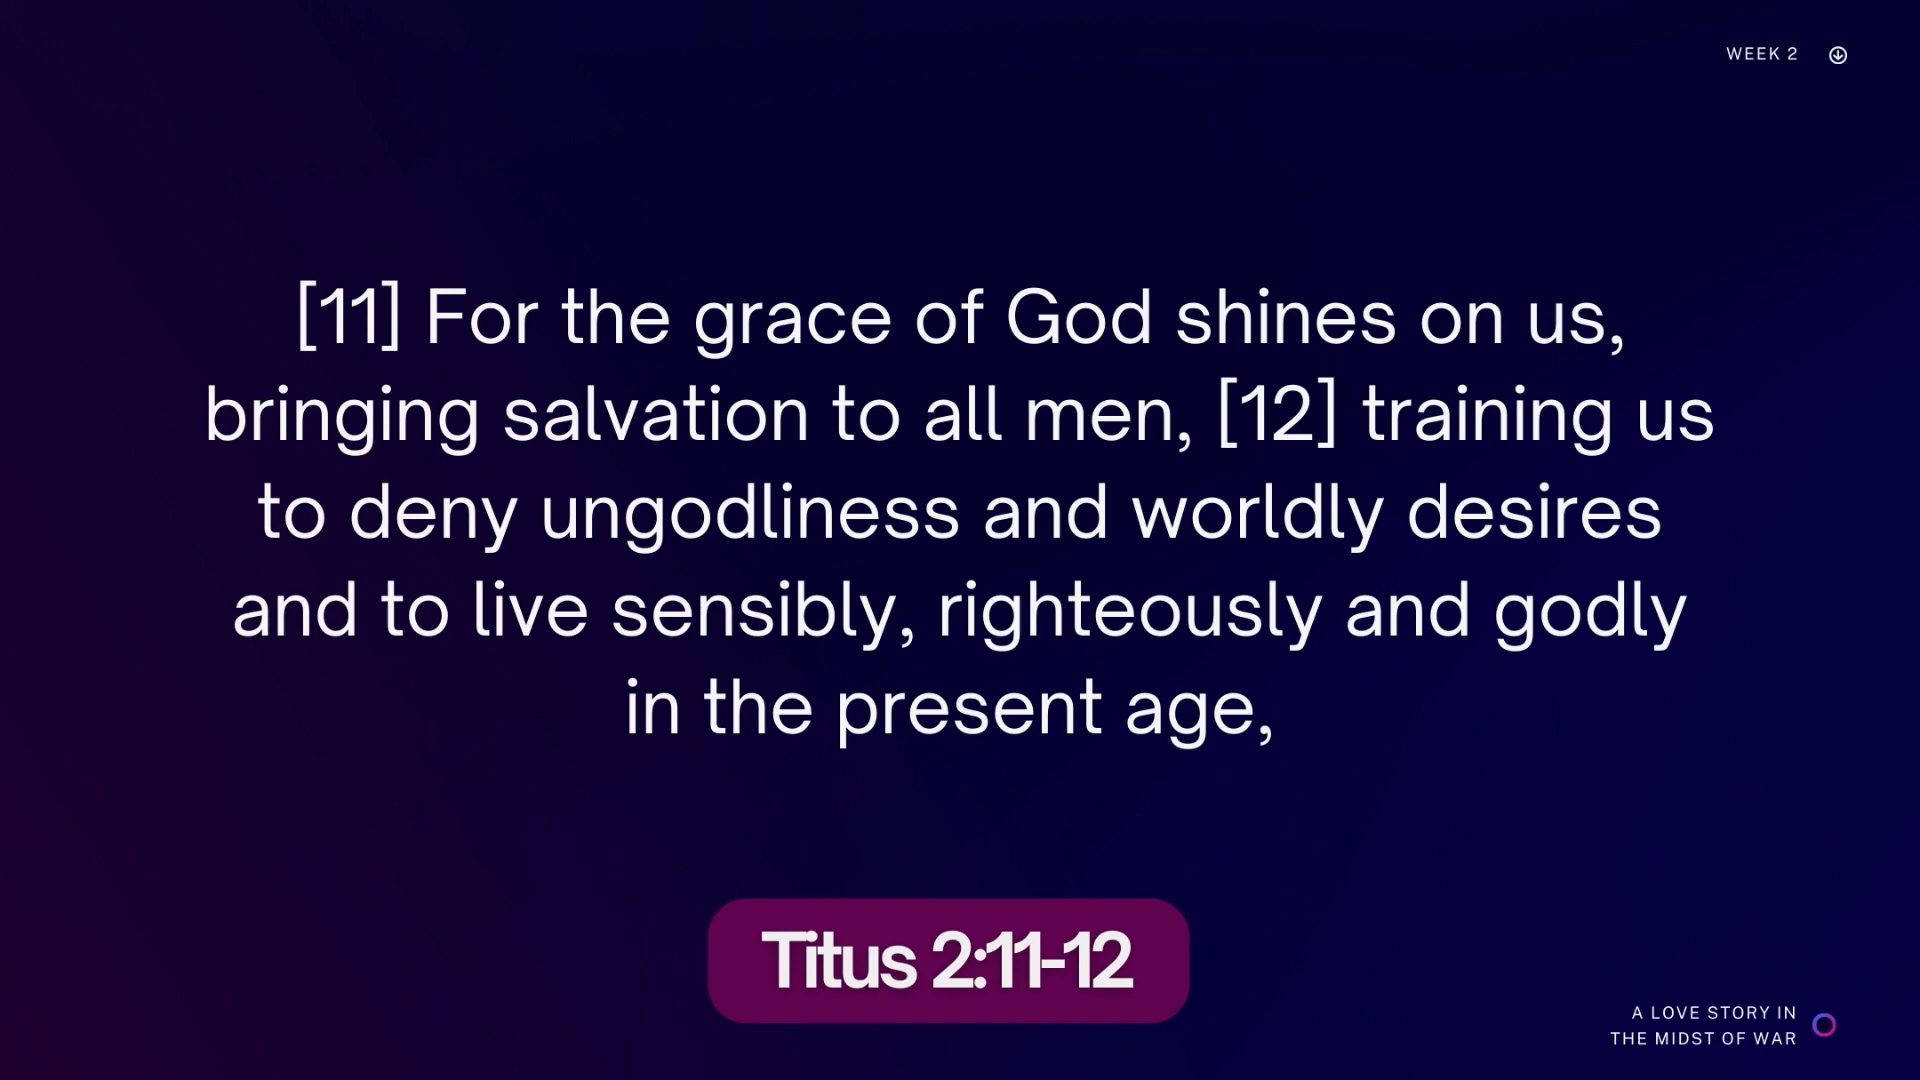 WEEK 2
[11] For the grace of God shines on us,
bringing salvation to all men, [12] training us
to deny ungodliness and worldly desires
and to live sensibly, righteously and godly
in the present age,
Titus 2:11-12
A LOVE STORY IN
THE MIDST OF WAR